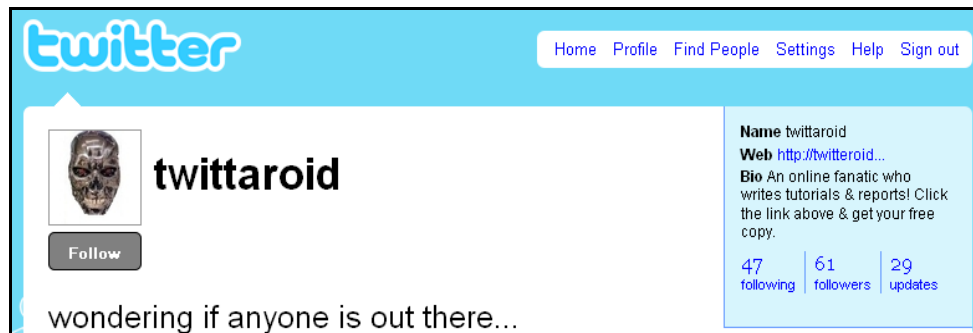 twitter
Home Profile Find People Settings Help Sign out
twittaroid
Follow
wondering if anyone is out there...
Name twittaroid
Web http://twitteroid...
Bio An online fanatic who
writes tutorials & reports! Click
the link above & get your free
copy.
47 61 29
following followers updates